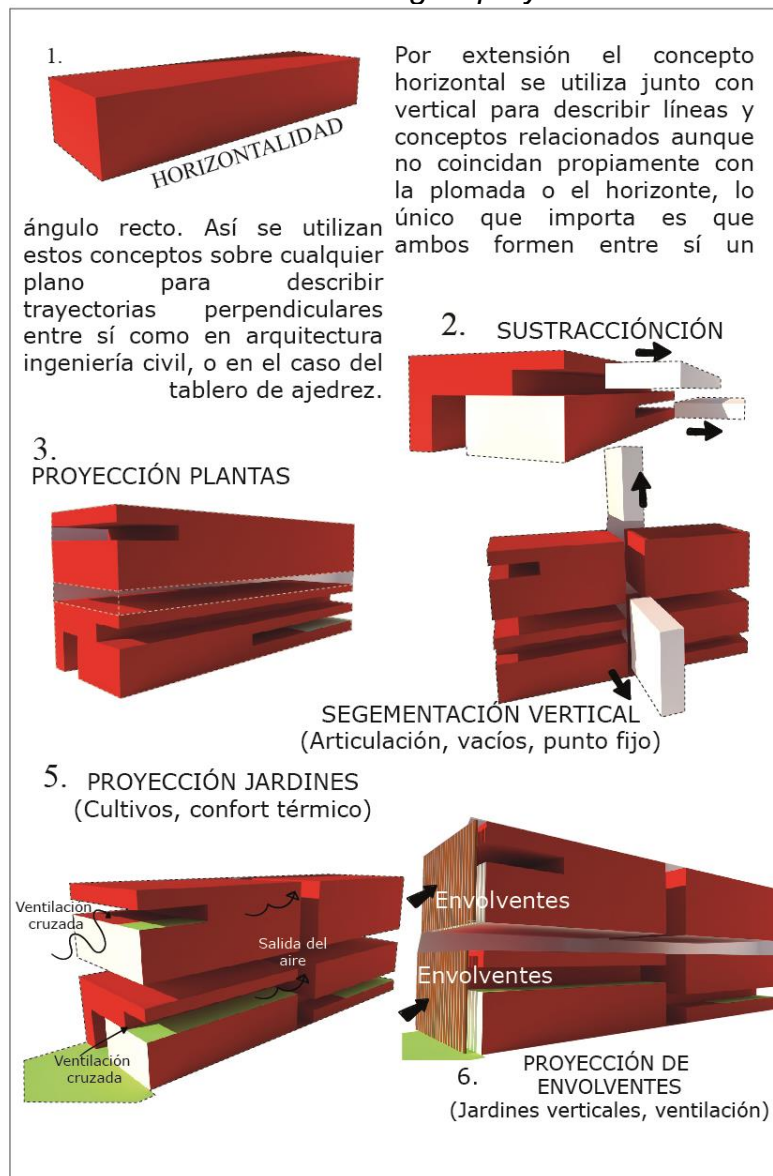 1.
HORIZONTALIDAD
Por extensión el concepto
horizontal se utiliza junto con
vertical para describir líneas y
conceptos relacionados aunque
no coincidan propiamente con
la plomada o el horizonte, lo
único que importa es que
ambos formen entre sí un
ángulo recto. Así se utilizan
estos conceptos sobre cualquier
plano para describir
trayectorias perpendiculares
entre sí como en arquitectura
ingeniería civil, o en el caso del
tablero de ajedrez.
2. SUSTRACCIÓNCIÓN
3.
PROYECCIÓN PLANTAS
SEGEMENTACIÓN VERTICAL
(Articulación, vacíos, punto fijo)
5. PROYECCIÓN JARDINES
(Cultivos, confort térmico)
Ventilación
cruzada
Salida del
aire
Ventilación
cruzada
Envolventes
Envolventes
6. PROYECCIÓN DE
ENVOLVENTES
(Jardines verticales, ventilación)